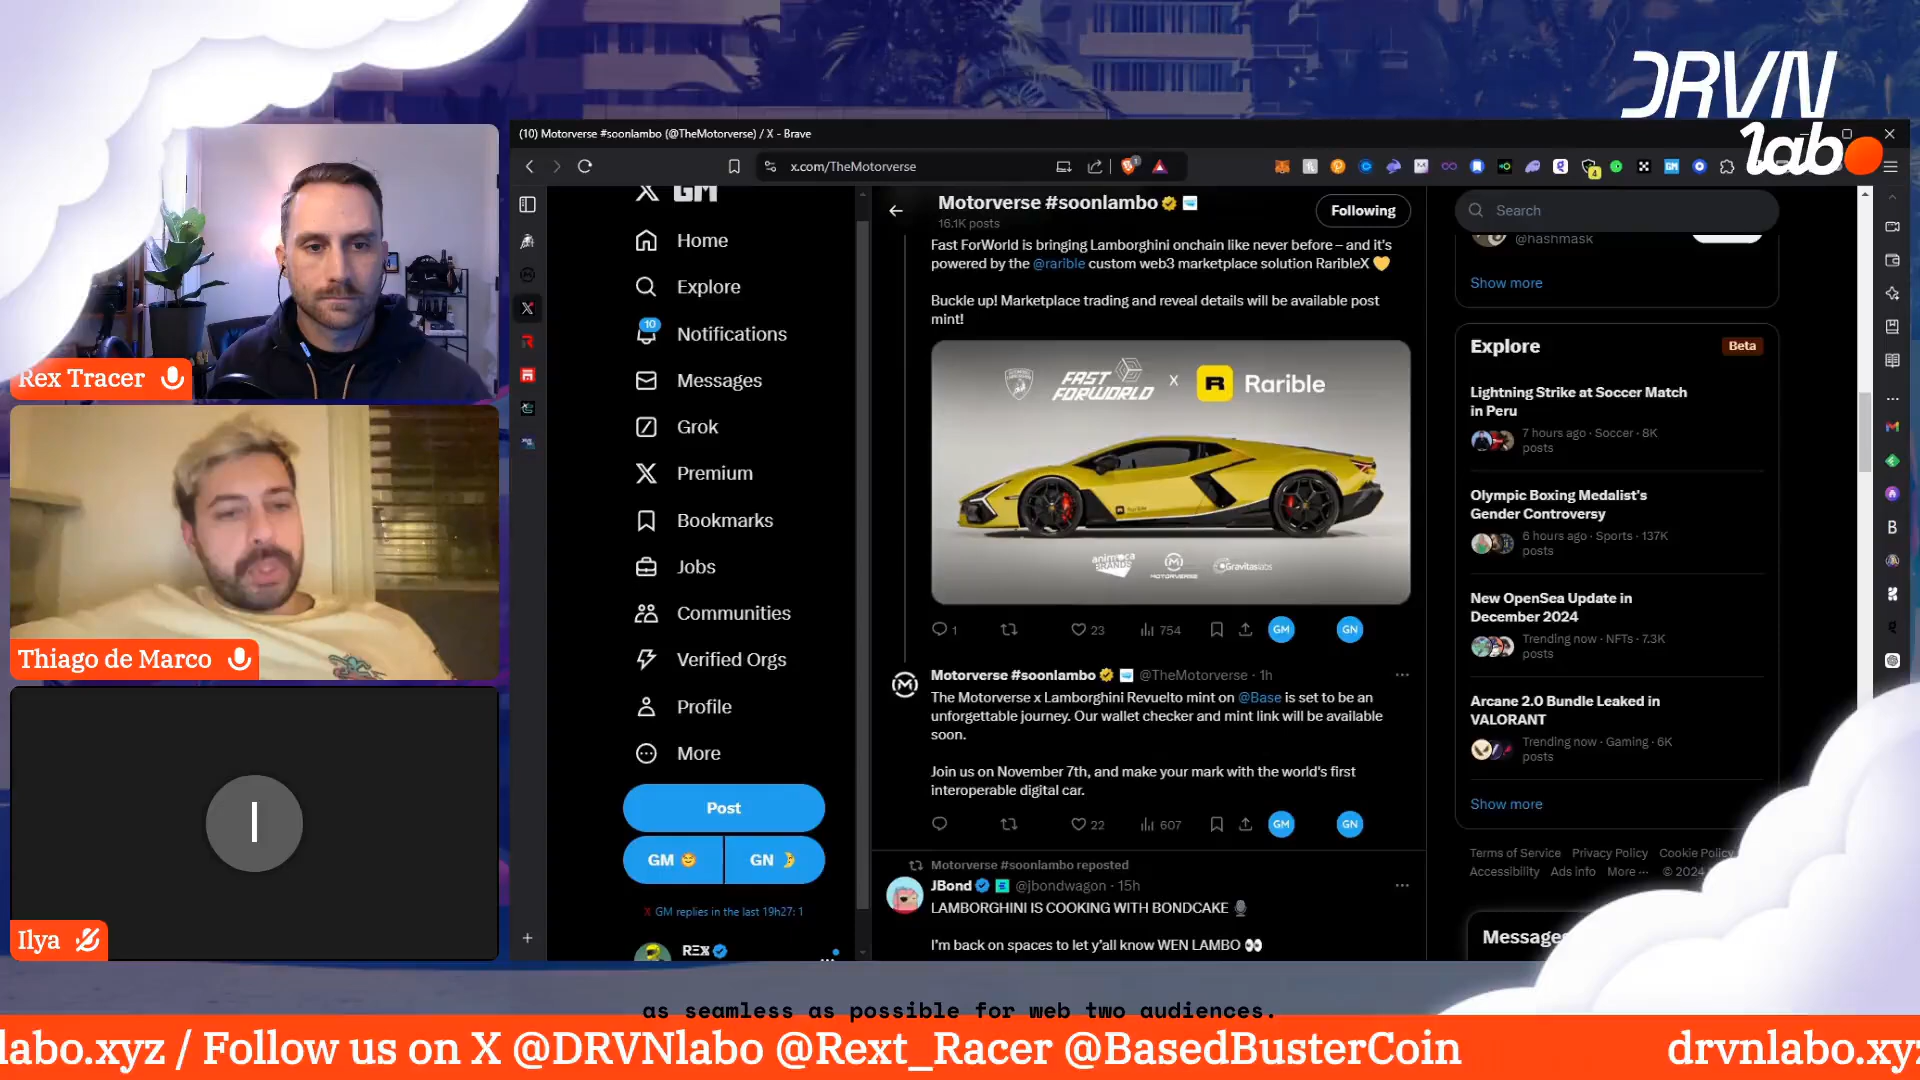 DRVN
1abo
(10) Motorverse #soonlambo (@TheMotorverse) / X - Brave
x.com/TheMotorverse
GM
Home
Explore
10
Notifications
Messages
Grok
Premium
Bookmarks
Jobs
Communities
Verified Orgs
Profile
More
Post
GM
GN
X GM replies in the last 19h27: 1
REX
Motorverse #soonlambo
16.1K posts
Following
Fast ForWorld is bringing Lamborghini onchain like never before – and it's
powered by the @rarible custom web3 marketplace solution RaribleX
Buckle up! Marketplace trading and reveal details will be available post
mint!
FAST
FORWORLD
x
R Rarible
ANIMOCA
BRANDS
MOTORVERSE
Gravitaslabs
1
23
754
GM
GN
Motorverse #soonlambo @TheMotorverse · 1h
The Motorverse x Lamborghini Revuelto mint on @Base is set to be an
unforgettable journey. Our wallet checker and mint link will be available
soon.
Join us on November 7th, and make your mark with the world's first
interoperable digital car.
22
607
GM
GN
Motorverse #soonlambo reposted
JBond @jbondwagon · 15h
LAMBORGHINI IS COOKING WITH BONDCAKE
I'm back on spaces to let y'all know WEN LAMBO
Search
@hashmask
Show more
Explore
Beta
Lightning Strike at Soccer Match
in Peru
7 hours ago · Soccer · 8K
posts
Olympic Boxing Medalist's
Gender Controversy
6 hours ago · Sports · 137K
posts
New OpenSea Update in
December 2024
Trending now · NFTs · 7.3K
posts
Arcane 2.0 Bundle Leaked in
VALORANT
Trending now · Gaming · 6K
posts
Show more
Terms of Service Privacy Policy Cookie Policy
Accessibility Ads info More ··· © 2024
Messages
Rex Tracer
Thiago de Marco
I
Ilya
as seamless as possible for web two audiences.
labo.xyz / Follow us on X @DRVNlabo @Rext_Racer @BasedBusterCoin
drvnlabo.xyz